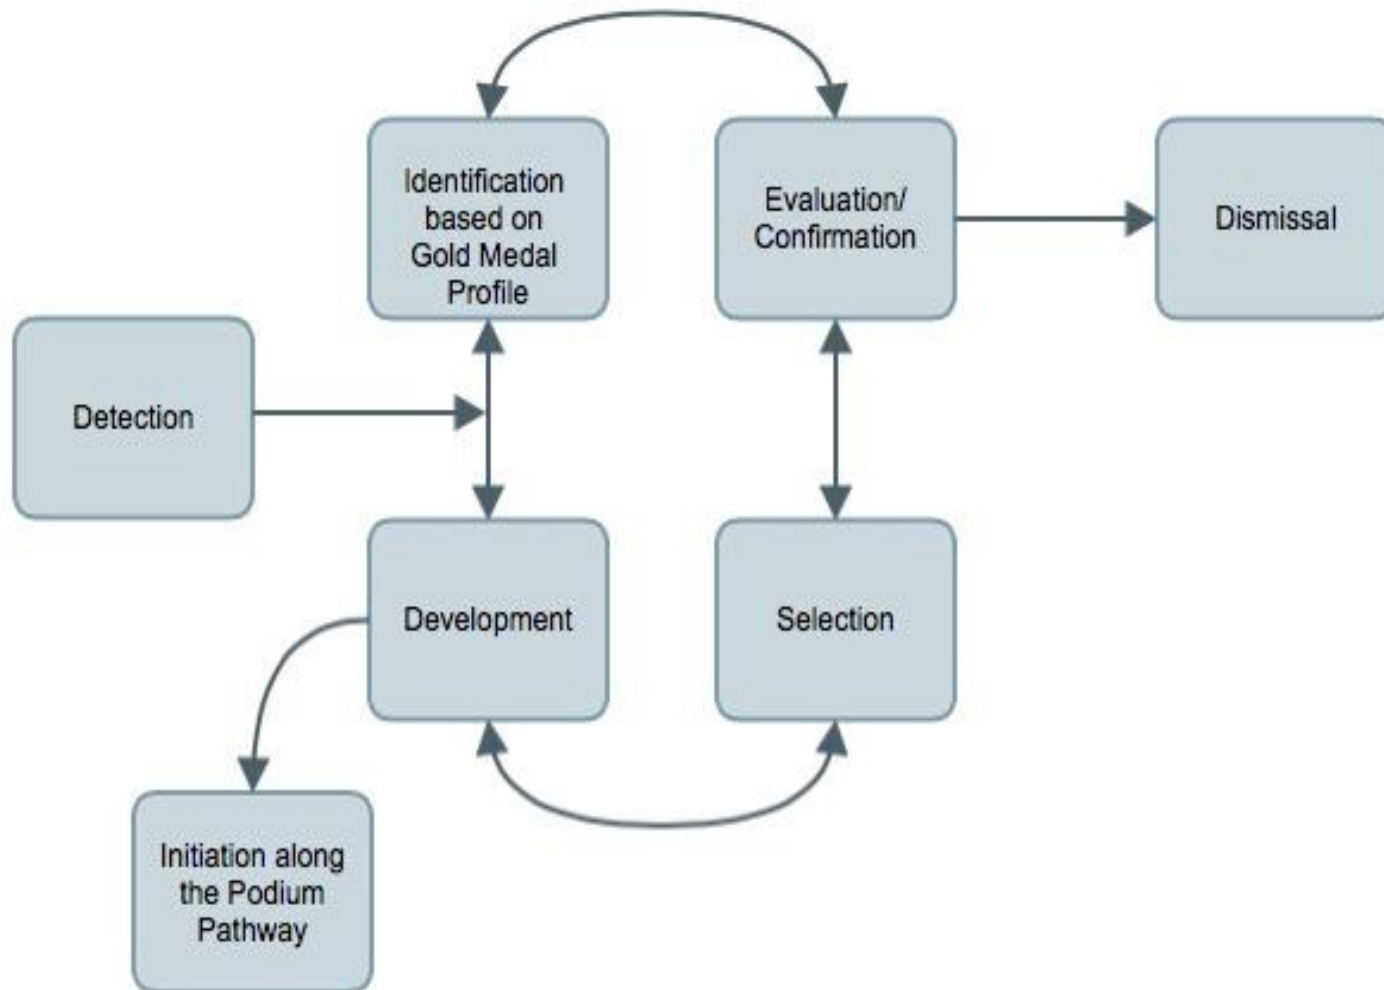 Identification
based on
Gold Medal
Profile
Evaluation/
Confirmation
Dismissal
Detection
Development
Selection
Initiation along
the Podium
Pathway